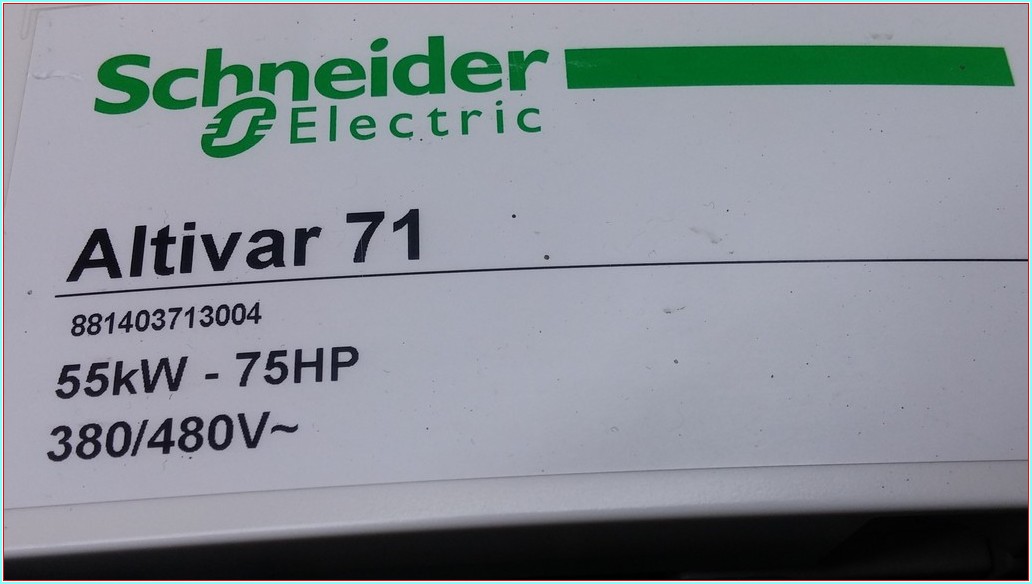 Schneider
Electric
Altivar 71
881403713004
55kW - 75HP
380/480V~